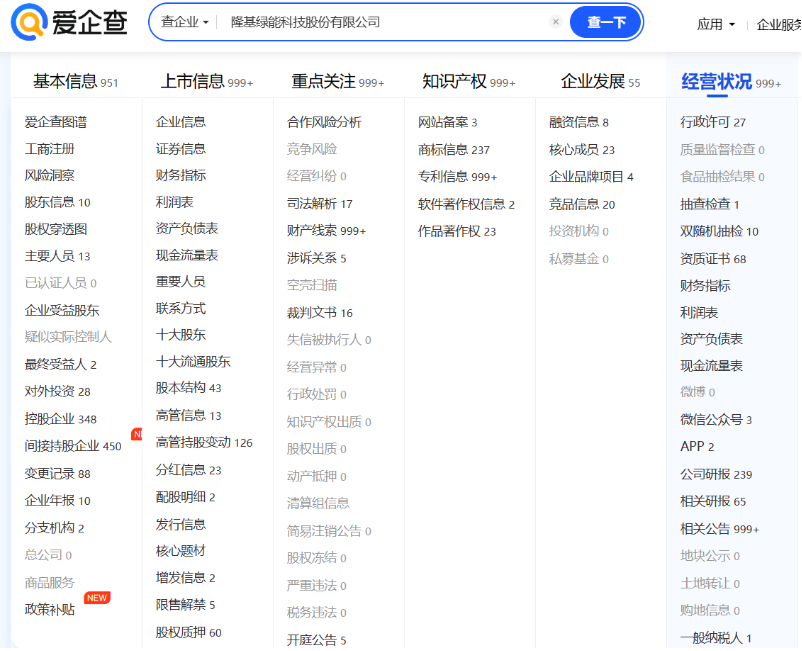 爱企查
查企业
隆基绿能科技股份有限公司
×
查一下
应用
企业服务
基本信息 951
爱企查图谱
工商注册
风险洞察
股东信息 10
股权穿透图
主要人员 13
已认证人员 0
企业受益股东
疑似实际控制人
最终受益人 2
对外投资 28
控股企业 348
间接持股企业 450
变更记录 88
企业年报 10
分支机构 2
总公司 0
商品服务
政策补贴
NEW
上市信息 999+
企业信息
证券信息
财务指标
利润表
资产负债表
现金流量表
重要人员
联系方式
十大股东
十大流通股东
股本结构 43
高管信息 13
高管持股变动 126
分红信息 23
配股明细 2
发行信息
核心题材
增发信息 2
限售解禁 5
股权质押 60
重点关注 999+
合作风险分析
竞争风险
经营纠纷 0
司法解析 17
财产线索 999+
涉诉关系 5
空壳扫描
裁判文书 16
失信被执行人 0
经营异常 0
行政处罚 0
知识产权出质 0
股权出质 0
动产抵押 0
清算组信息
简易注销公告 0
股权冻结 0
严重违法 0
税务违法 0
开庭公告 5
知识产权 999+
网站备案 3
商标信息 237
专利信息 999+
软件著作权信息 2
作品著作权 23
企业发展 55
融资信息 8
核心成员 23
企业品牌项目 4
竞品信息 20
投资机构 0
私募基金 0
经营状况 999+
行政许可 27
质量监督检查 0
食品抽检结果 0
抽查检查 1
双随机抽检 10
资质证书 68
财务指标
利润表
资产负债表
现金流量表
微博 0
微信公众号 3
APP 2
公司研报 239
相关研报 65
相关公告 999+
地块公示 0
土地转让 0
购地信息 0
一般纳税人 1